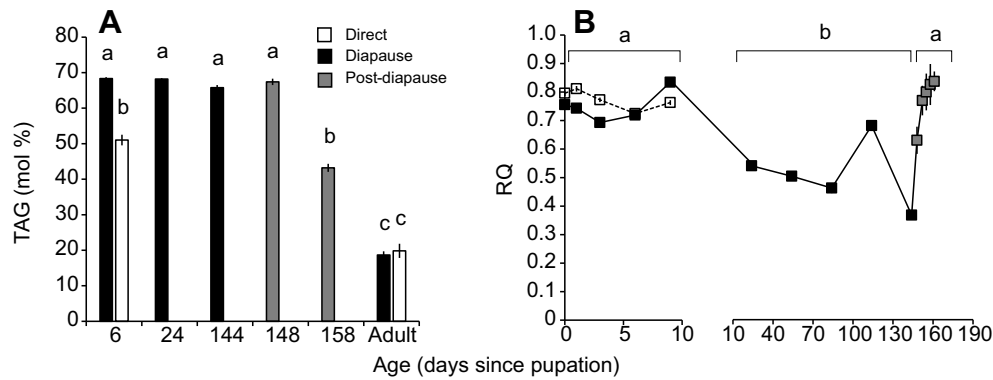 A
80
70
60
50
40
30
20
10
0
TAG (mol %)
a
b
a
a
a
b
c c
Direct
Diapause
Post-diapause
6
24
144
148
158
Adult
B
1.0
0.9
0.8
0.7
0.6
0.5
0.4
0.3
0.2
0.1
0
RQ
a
b
a
0 5 10
10 40 70 100 130 160 190
Age (days since pupation)